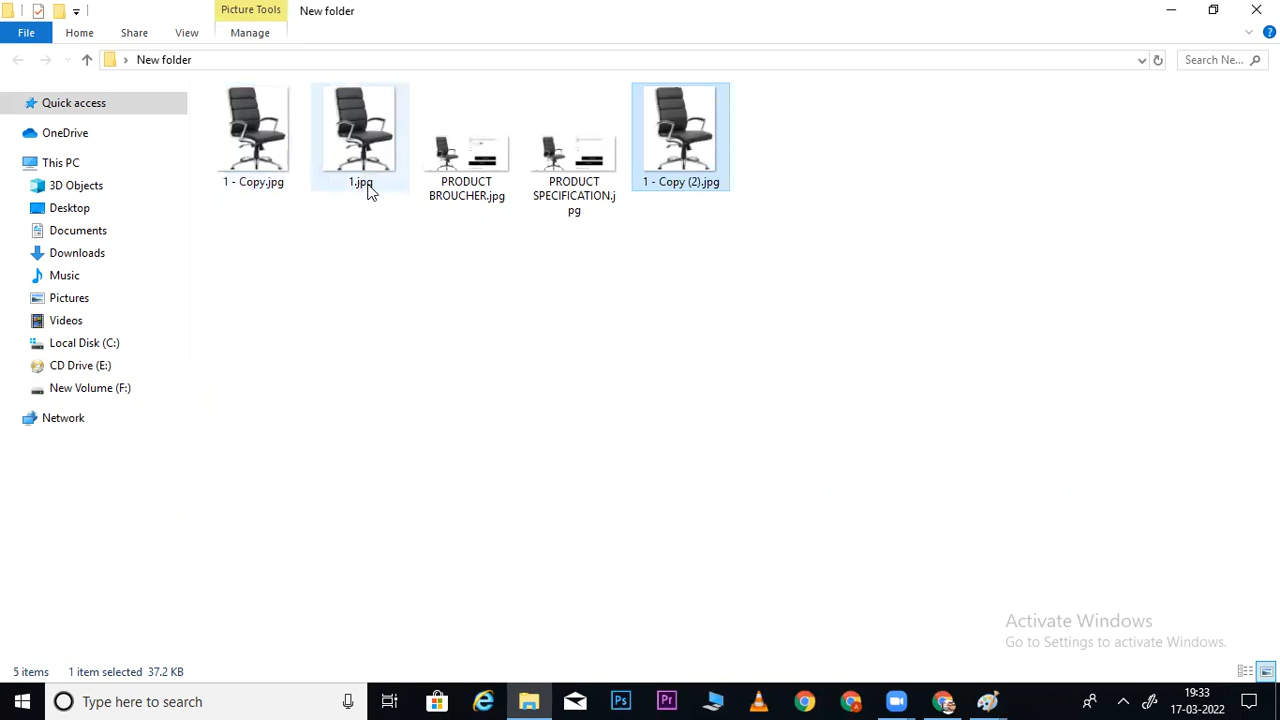 Picture Tools
New folder
File
Home
Share
View
Manage
New folder
Search Ne...
Quick access
OneDrive
This PC
3D Objects
Desktop
Documents
Downloads
Music
Pictures
Videos
Local Disk (C:)
CD Drive (E:)
New Volume (F:)
Network
1 - Copy.jpg
1.jpg
PRODUCT
BROUCHER.jpg
PRODUCT
SPECIFICATION.j
pg
1 - Copy (2).jpg
Activate Windows
Go to Settings to activate Windows.
5 items
1 item selected 37.2 KB
Type here to search
Ps
Pr
19:33
17-03-2022